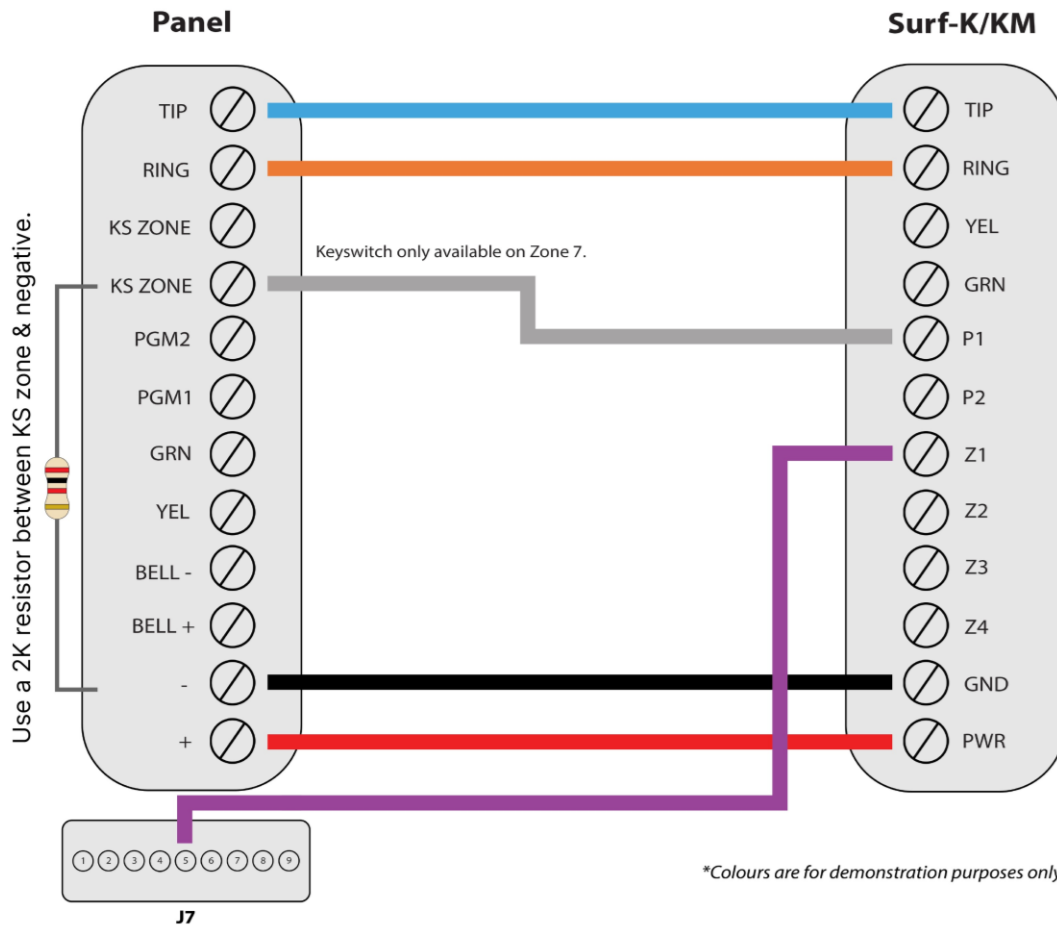 Panel
Surf-K/KM
TIP
TIP
RING
RING
KS ZONE
YEL
Keyswitch only available on Zone 7.
KS ZONE
GRN
PGM2
P1
PGM1
P2
GRN
Z1
YEL
Z2
BELL -
Z3
BELL +
Z4
-
GND
+
PWR
Use a 2K resistor between KS zone & negative.
1 2 3 4 5 6 7 8 9
J7
*Colours are for demonstration purposes only